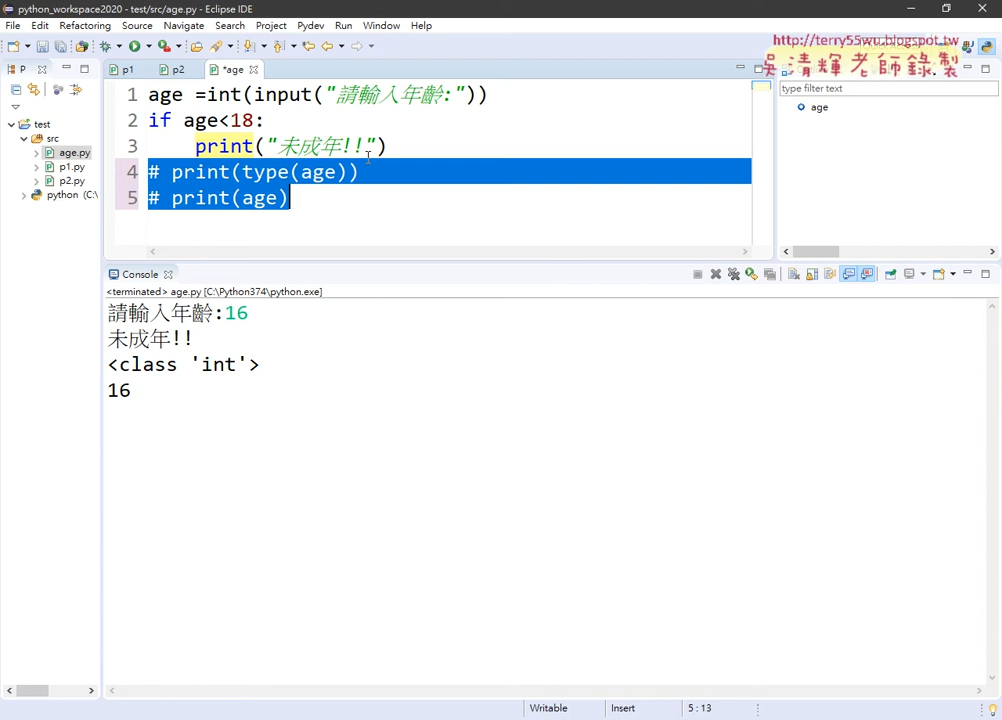 python_workspace2020 - test/src/age.py - Eclipse IDE
File Edit Refactoring Source Navigate Search Project Pydev Run Window Help
http://terry55wu.blogspot.tw
吳清輝老師錄製
P
p1
p2
*age
type filter text
age
test
src
age.py
p1.py
p2.py
python (C:\
1 age =int(input("請輸入年齡:"))
2 if age<18:
3 print("未成年!!")
4 # print(type(age))
5 # print(age)
Console
<terminated> age.py [C:\Python374\python.exe]
請輸入年齡:16
未成年!!
<class 'int'>
16
Writable Insert 5 : 13